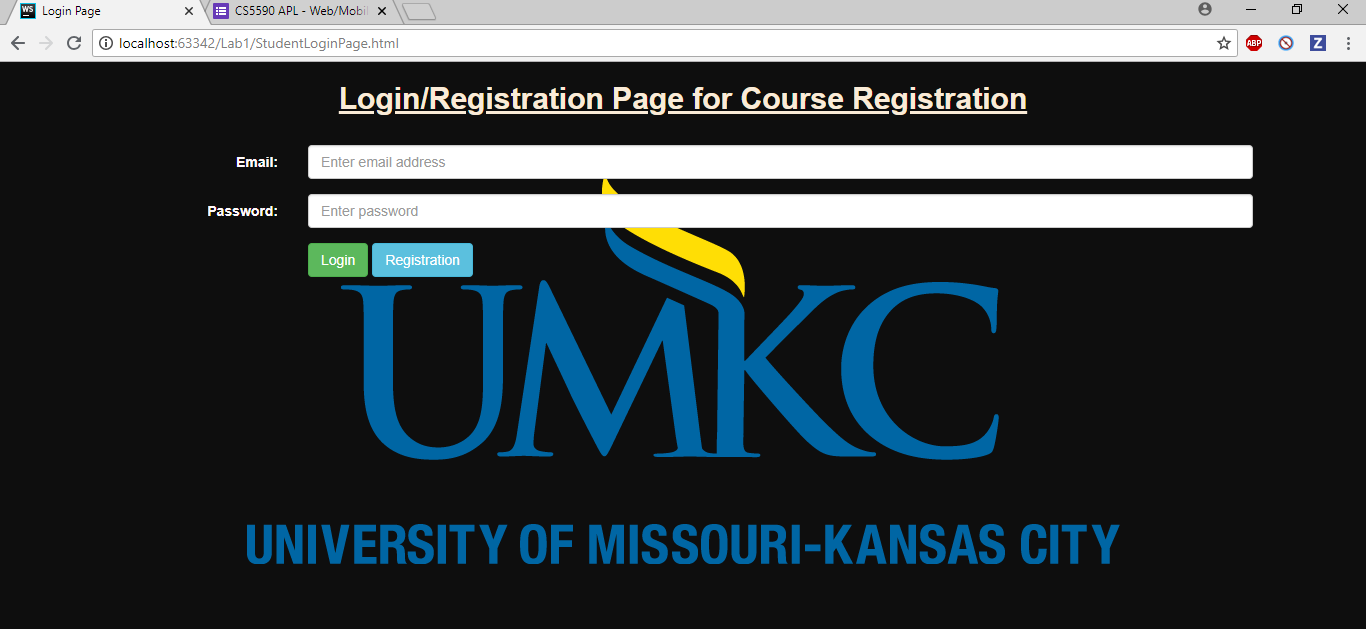 WS Login Page
CS5590 APL - Web/Mobil
localhost:63342/Lab1/StudentLoginPage.html
ABP
Z
Login/Registration Page for Course Registration
Email:
Enter email address
Password:
Enter password
Login
Registration
UMKC
UNIVERSITY OF MISSOURI-KANSAS CITY